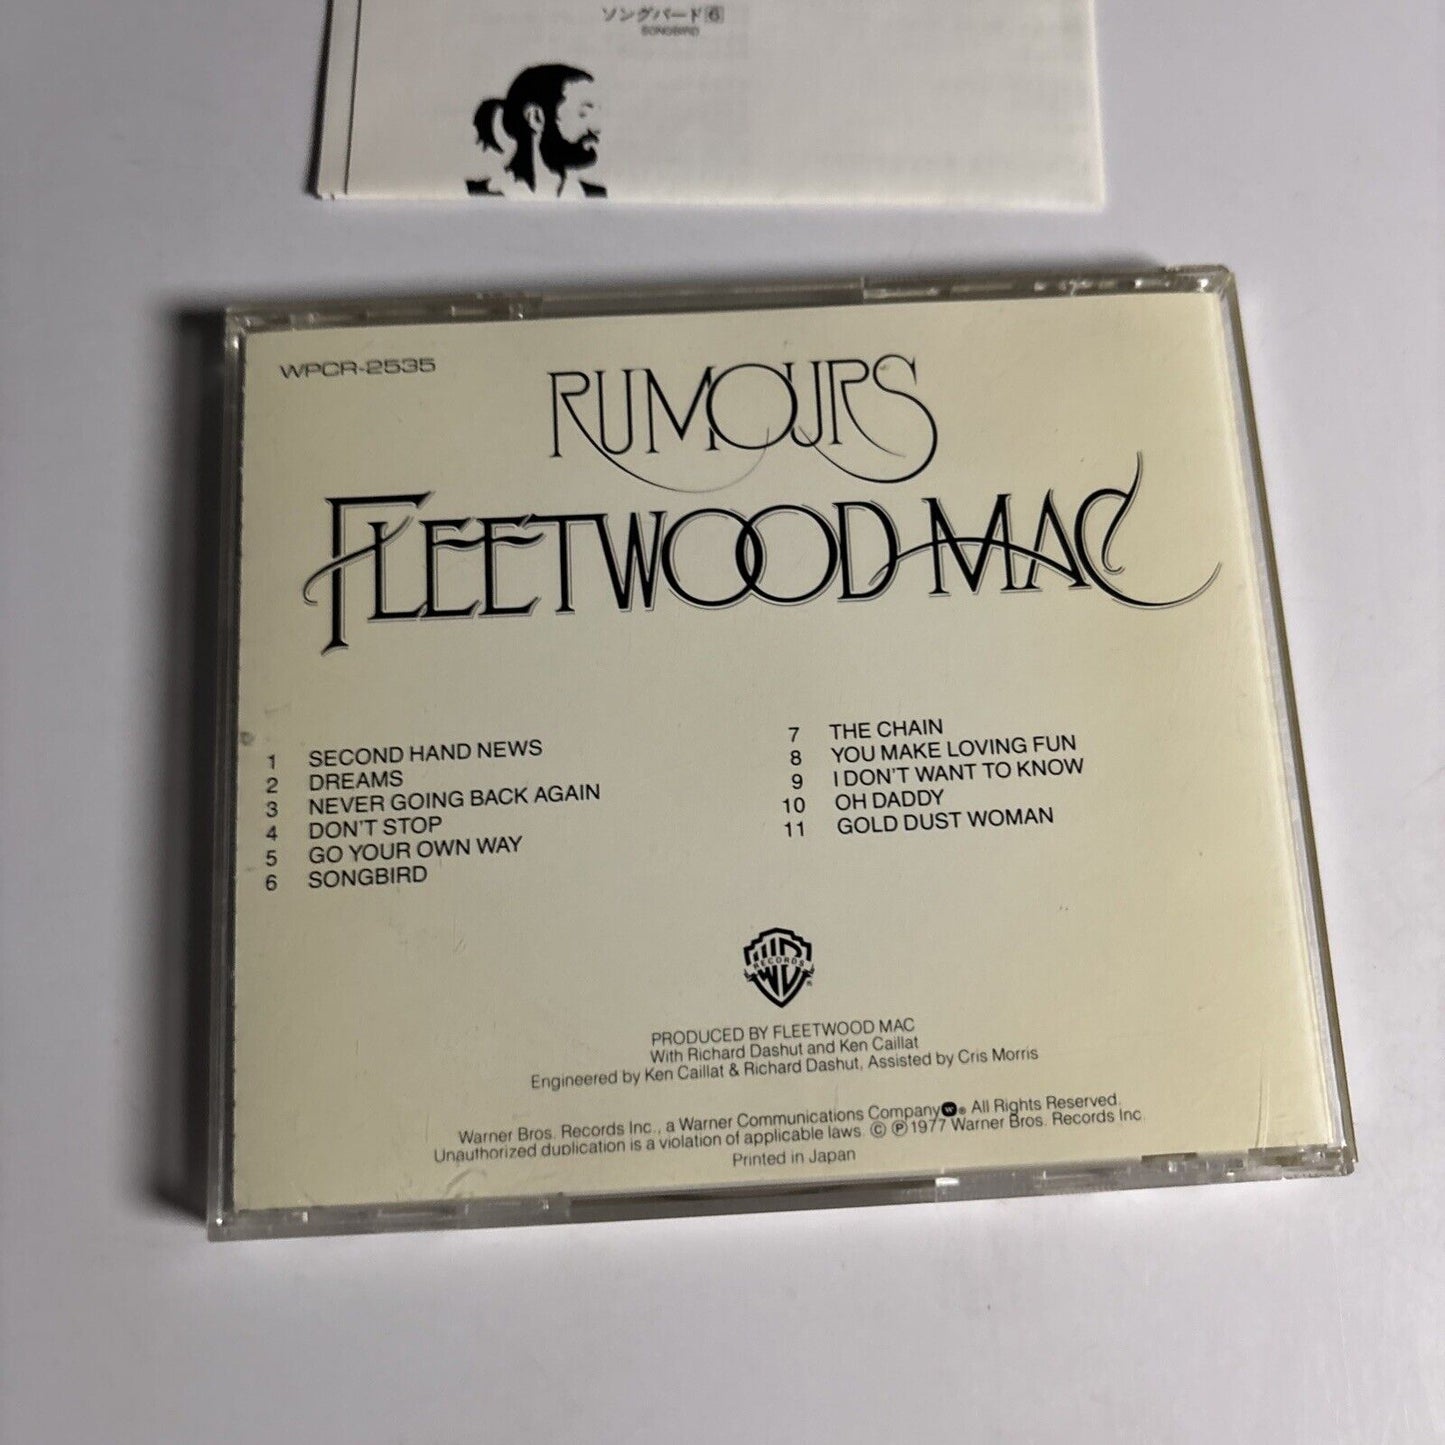 ソングバード6
SONGBIRD
WPCR-2535
RUMOURS
FLEETWOOD MAC
1 SECOND HAND NEWS
2 DREAMS
3 NEVER GOING BACK AGAIN
4 DON'T STOP
5 GO YOUR OWN WAY
6 SONGBIRD
7 THE CHAIN
8 YOU MAKE LOVING FUN
9 I DON'T WANT TO KNOW
10 OH DADDY
11 GOLD DUST WOMAN
WB
RECORDS
PRODUCED BY FLEETWOOD MAC
With Richard Dashut and Ken Caillat
Engineered by Ken Caillat & Richard Dashut, Assisted by Cris Morris
Warner Bros. Records Inc., a Warner Communications Company W ® All Rights Reserved.
Unauthorized duplication is a violation of applicable laws. © ℗ 1977 Warner Bros. Records Inc.
Printed in Japan